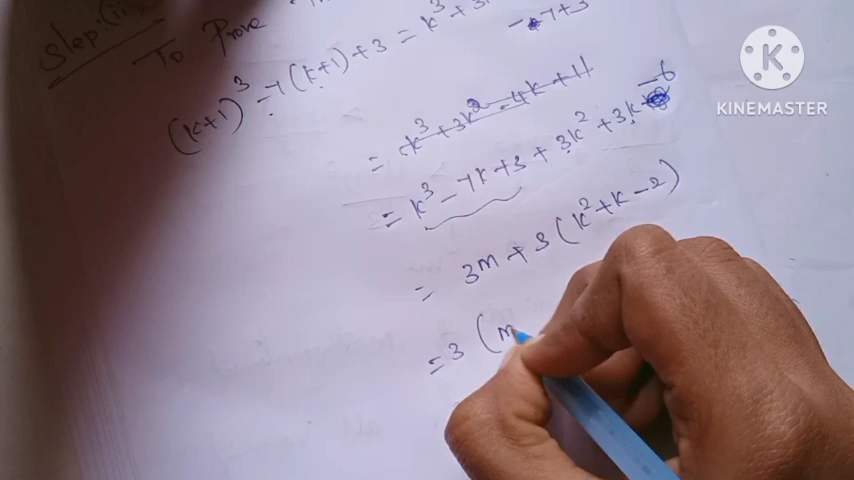 Step:(ii
To Prove
(k+1)³ -7(k+1)+3 = k³+3
-7+3
= k³+3k²-4k+11
= k³-7k+3+3k²+3k-6
= 3m+3(k²+k-2)
= 3(m
K
KINEMASTER